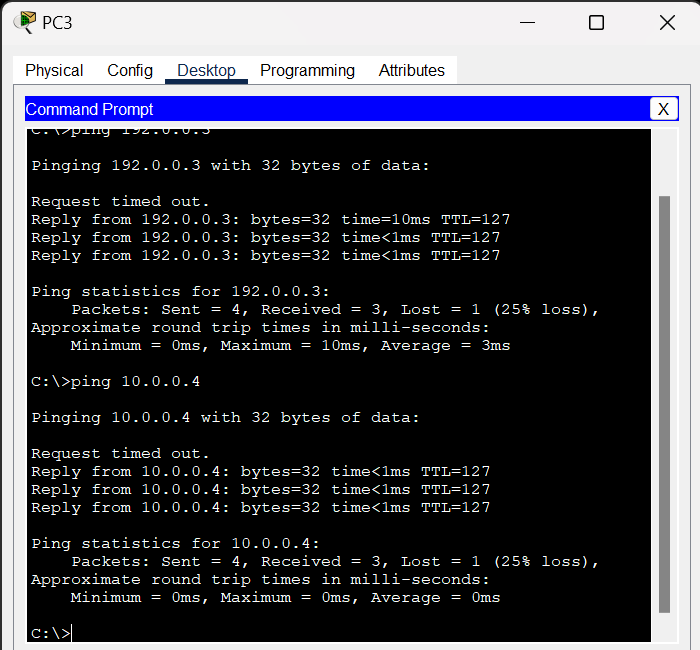 PC3
Physical Config Desktop Programming Attributes
Command Prompt X
C:\>ping 192.0.0.3
Pinging 192.0.0.3 with 32 bytes of data:
Request timed out.
Reply from 192.0.0.3: bytes=32 time=10ms TTL=127
Reply from 192.0.0.3: bytes=32 time<1ms TTL=127
Reply from 192.0.0.3: bytes=32 time<1ms TTL=127
Ping statistics for 192.0.0.3:
Packets: Sent = 4, Received = 3, Lost = 1 (25% loss),
Approximate round trip times in milli-seconds:
Minimum = 0ms, Maximum = 10ms, Average = 3ms
C:\>ping 10.0.0.4
Pinging 10.0.0.4 with 32 bytes of data:
Request timed out.
Reply from 10.0.0.4: bytes=32 time<1ms TTL=127
Reply from 10.0.0.4: bytes=32 time<1ms TTL=127
Reply from 10.0.0.4: bytes=32 time<1ms TTL=127
Ping statistics for 10.0.0.4:
Packets: Sent = 4, Received = 3, Lost = 1 (25% loss),
Approximate round trip times in milli-seconds:
Minimum = 0ms, Maximum = 0ms, Average = 0ms
C:\>